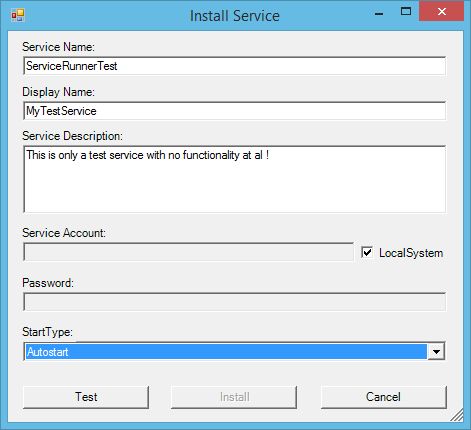 Install Service
Service Name:
ServiceRunnerTest
Display Name:
MyTestService
Service Description:
This is only a test service with no functionality at al !
Service Account:
LocalSystem
Password:
StartType:
Autostart
Test
Install
Cancel